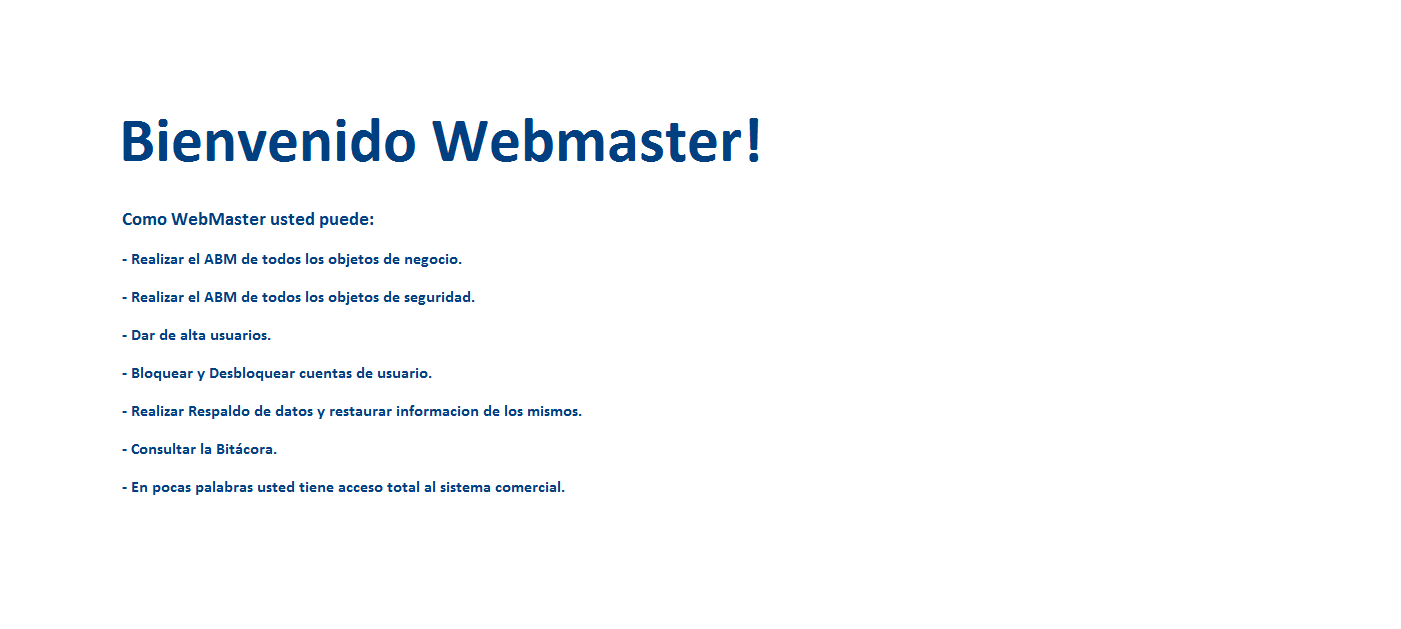 Bienvenido Webmaster!
Como WebMaster usted puede:
- Realizar el ABM de todos los objetos de negocio.
- Realizar el ABM de todos los objetos de seguridad.
- Dar de alta usuarios.
- Bloquear y Desbloquear cuentas de usuario.
- Realizar Respaldo de datos y restaurar informacion de los mismos.
- Consultar la Bitácora.
- En pocas palabras usted tiene acceso total al sistema comercial.